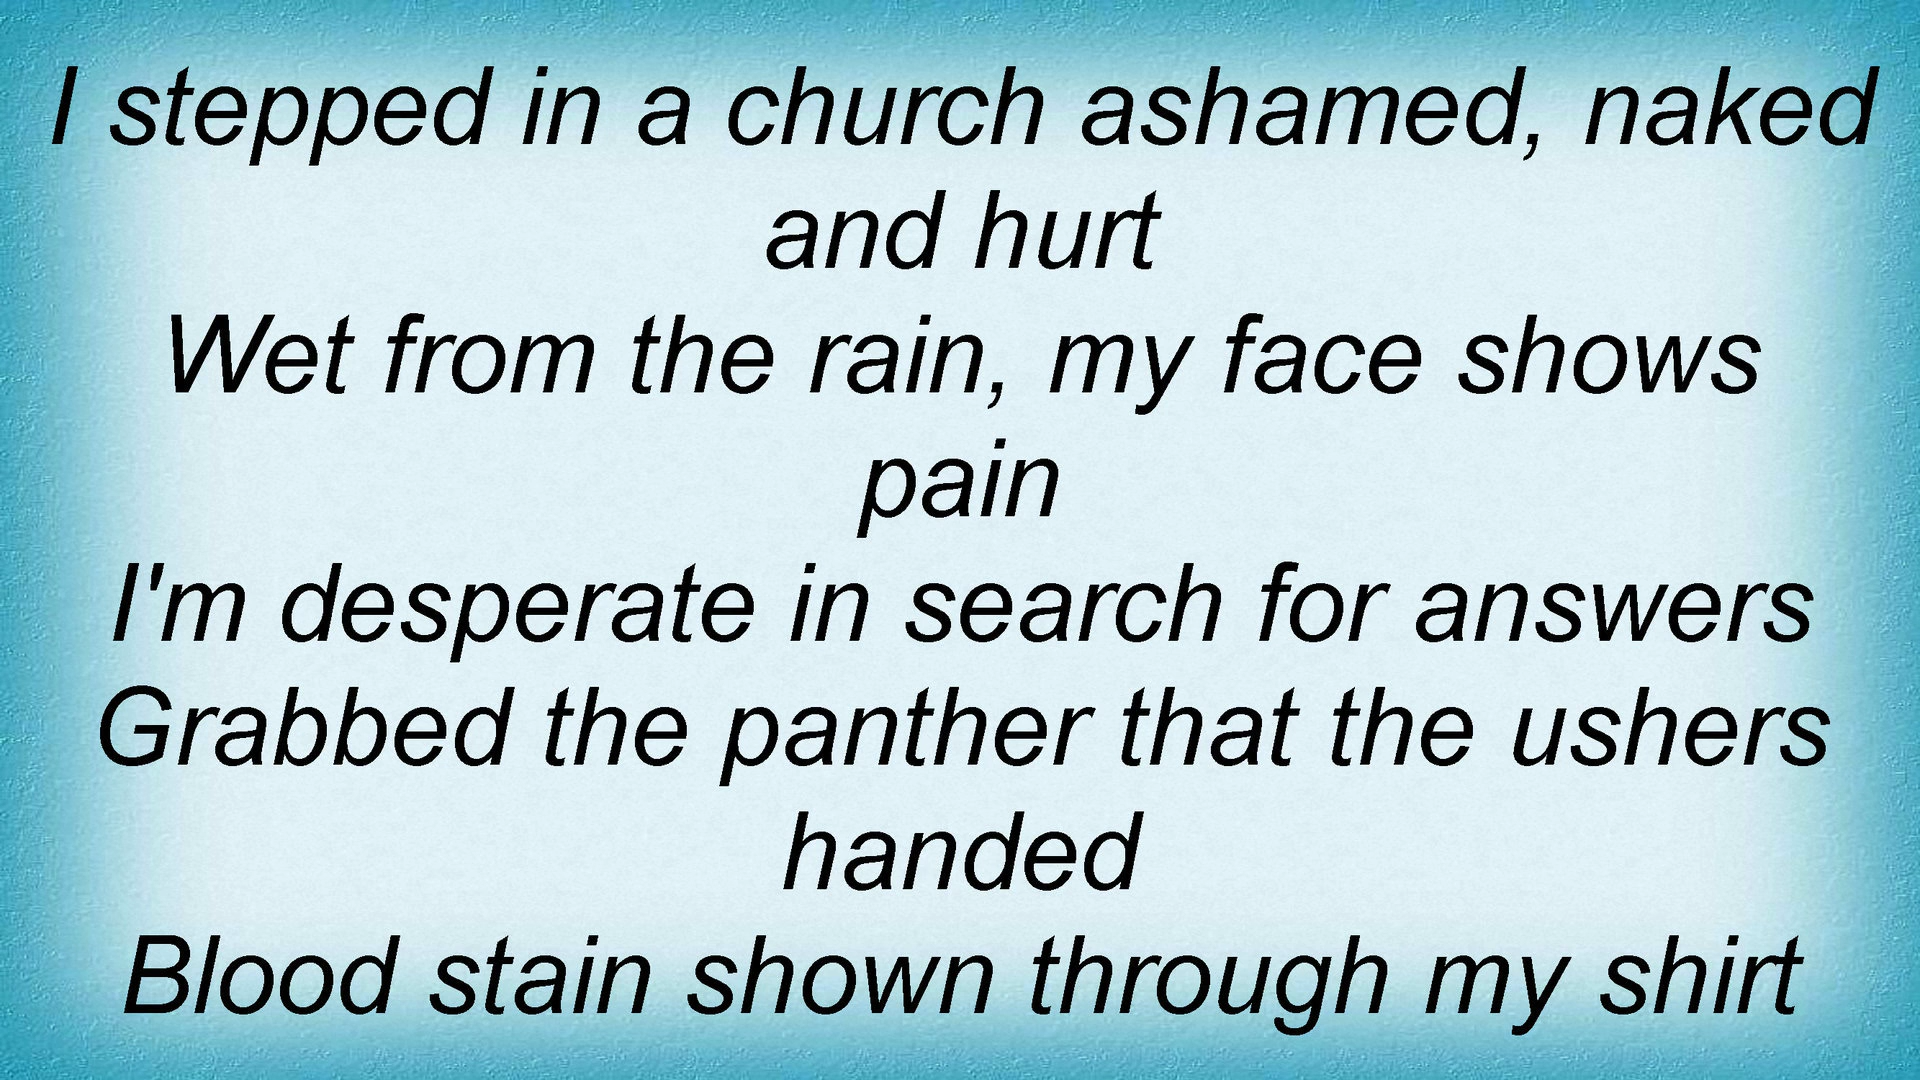 I stepped in a church ashamed, naked
and hurt
Wet from the rain, my face shows
pain
I'm desperate in search for answers
Grabbed the panther that the ushers
handed
Blood stain shown through my shirt